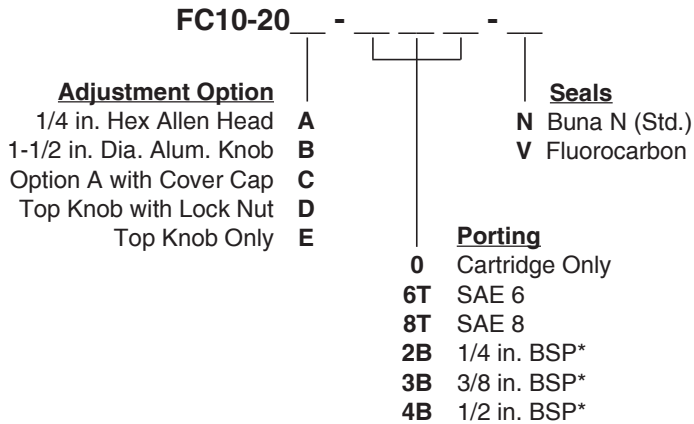 FC10-20__ - __ __ __ - __
Adjustment Option
1/4 in. Hex Allen Head A
1-1/2 in. Dia. Alum. Knob B
Option A with Cover Cap C
Top Knob with Lock Nut D
Top Knob Only E
Seals
N Buna N (Std.)
V Fluorocarbon
Porting
0 Cartridge Only
6T SAE 6
8T SAE 8
2B 1/4 in. BSP*
3B 3/8 in. BSP*
4B 1/2 in. BSP*